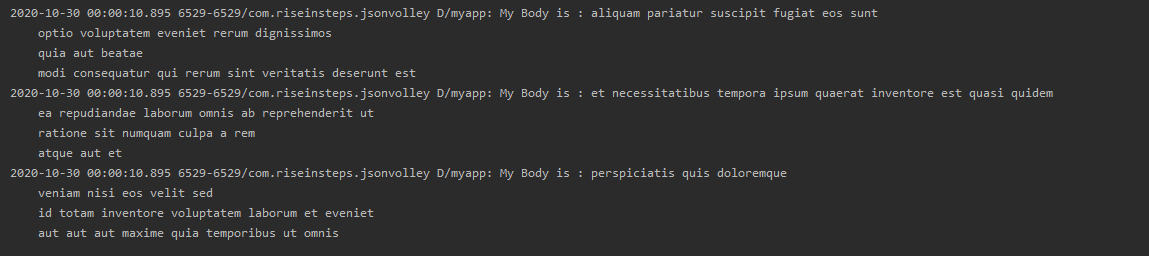 2020-10-30 00:00:10.895 6529-6529/com.riseinsteps.jsonvolley D/myapp: My Body is : aliquam pariatur suscipit fugiat eos sunt
optio voluptatem eveniet rerum dignissimos
quia aut beatae
modi consequatur qui rerum sint veritatis deserunt est
2020-10-30 00:00:10.895 6529-6529/com.riseinsteps.jsonvolley D/myapp: My Body is : et necessitatibus tempora ipsum quaerat inventore est quasi quidem
ea repudiandae laborum omnis ab reprehenderit ut
ratione sit numquam culpa a rem
atque aut et
2020-10-30 00:00:10.895 6529-6529/com.riseinsteps.jsonvolley D/myapp: My Body is : perspiciatis quis doloremque
veniam nisi eos velit sed
id totam inventore voluptatem laborum et eveniet
aut aut aut maxime quia temporibus ut omnis